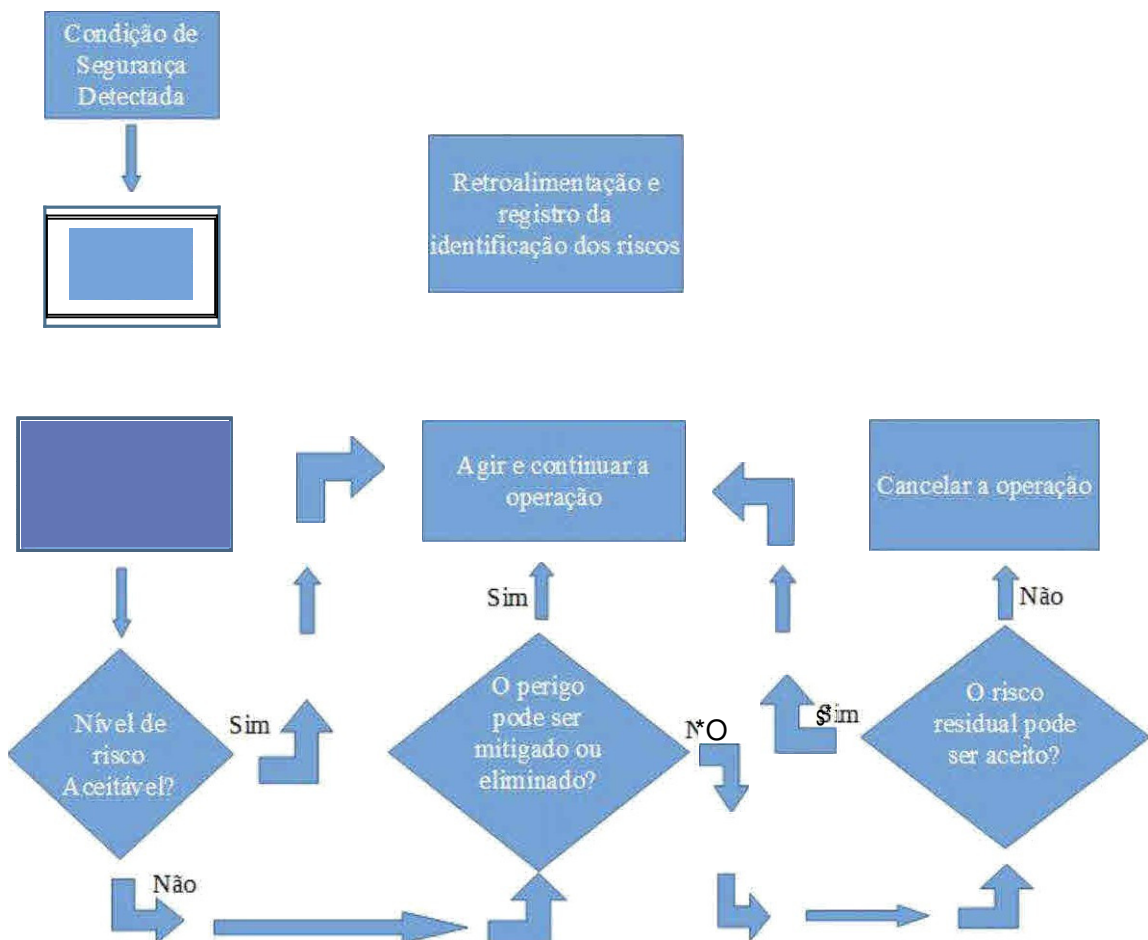 Condição de
Segurança
Detectada
Retroalimentação e
registro da
identificação dos riscos
Agir e continuar a
operação
Cancelar a operação
Sim
Não
Nível de
risco
Aceitável?
Sim
O perigo
pode ser
mitigado ou
eliminado?
N*O
Sim
O risco
residual pode
ser aceito?
Não